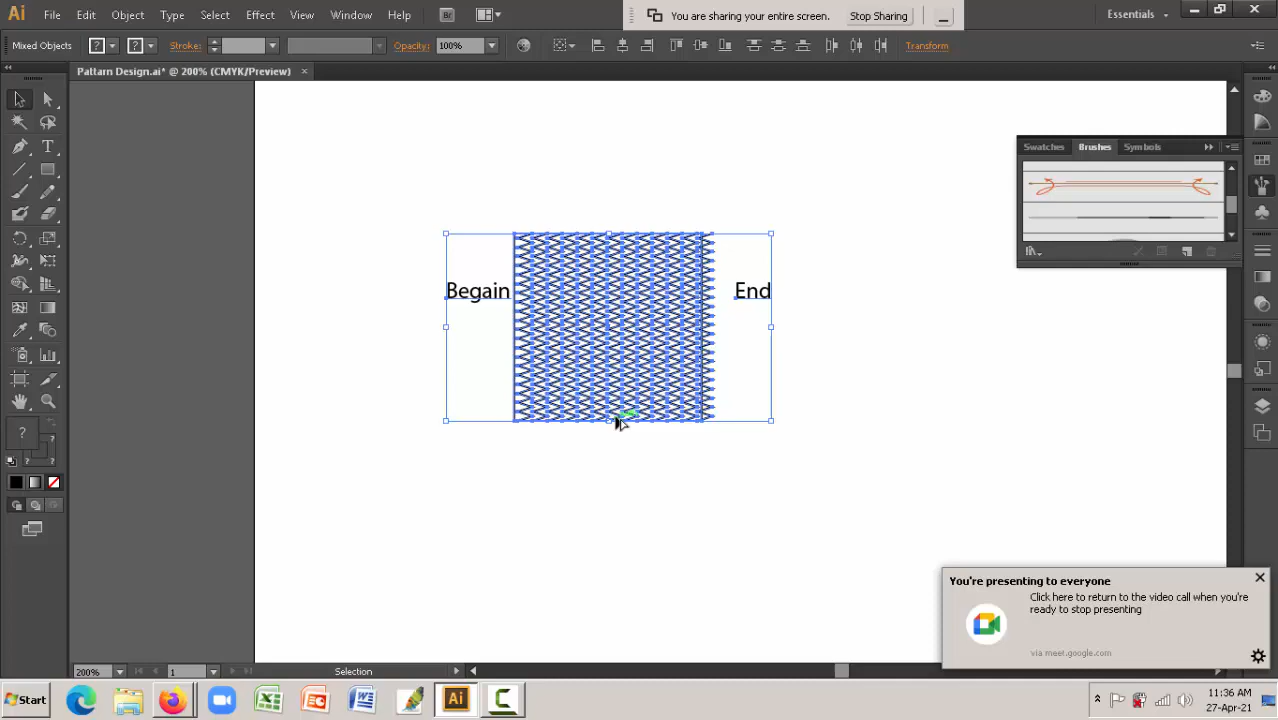 Ai File Edit Object Type Select Effect View Window Help Br Essentials
You are sharing your entire screen. Stop Sharing
Mixed Objects ? ? Stroke: Opacity: 100% Transform
Pattarn Design.ai* @ 200% (CMYK/Preview)
Swatches Brushes Symbols
Begain End
T
?
?
? ?
You're presenting to everyone
Click here to return to the video call when you're
ready to stop presenting
via meet.google.com
200% 1 Selection
Start Ai 11:36 AM
27-Apr-21